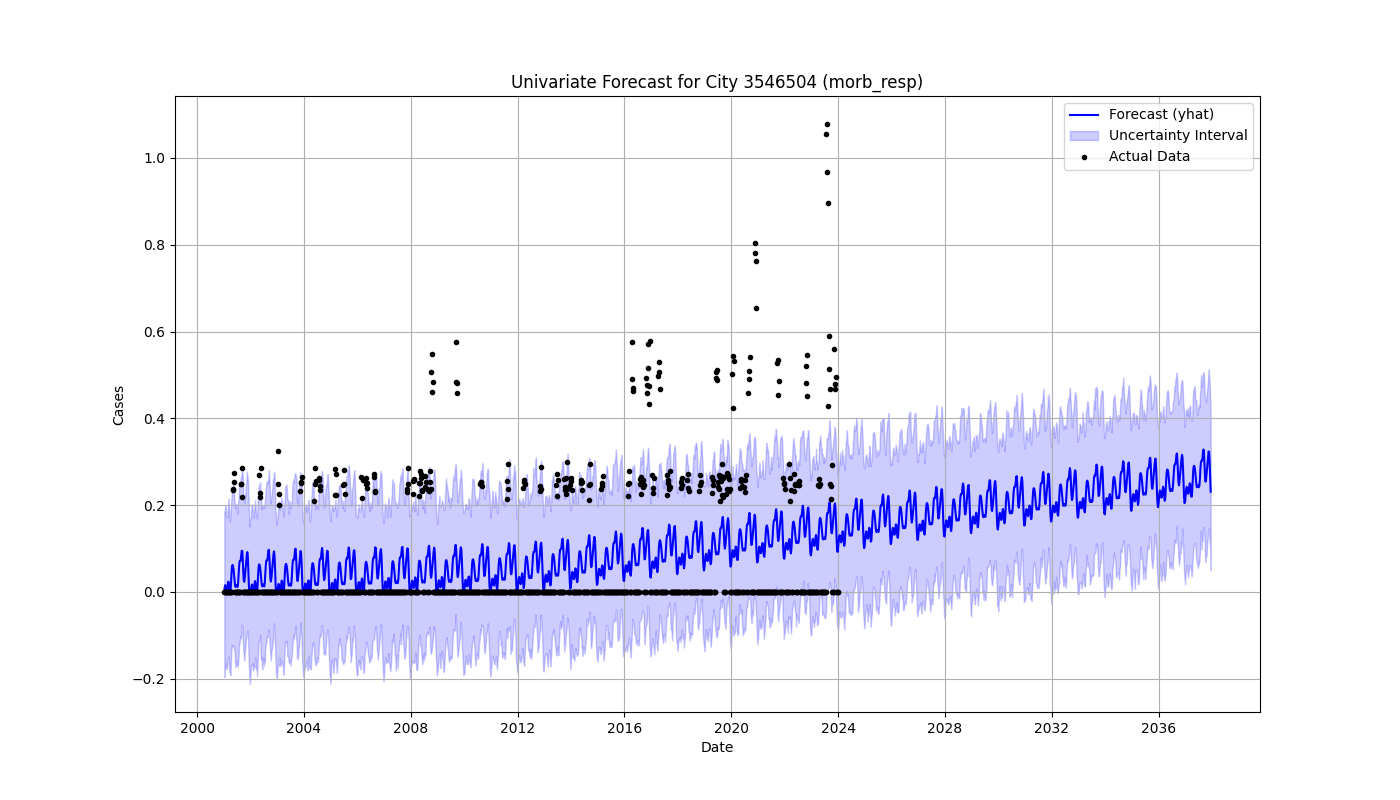 Univariate Forecast for City 3546504 (morb_resp)
Forecast (yhat)
Uncertainty Interval
Actual Data
Cases
1.0
0.8
0.6
0.4
0.2
0.0
−0.2
2000
2004
2008
2012
2016
2020
2024
2028
2032
2036
Date